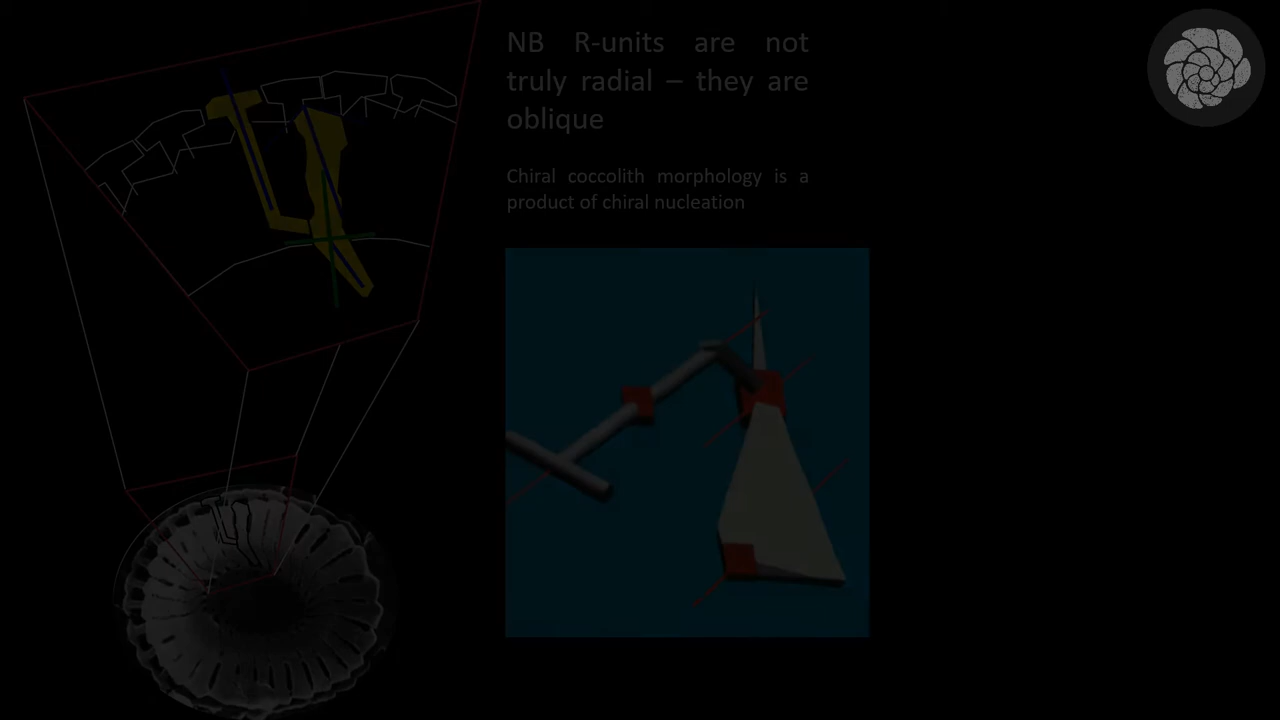 NB R-units are not
truly radial – they are
oblique
Chiral coccolith morphology is a
product of chiral nucleation